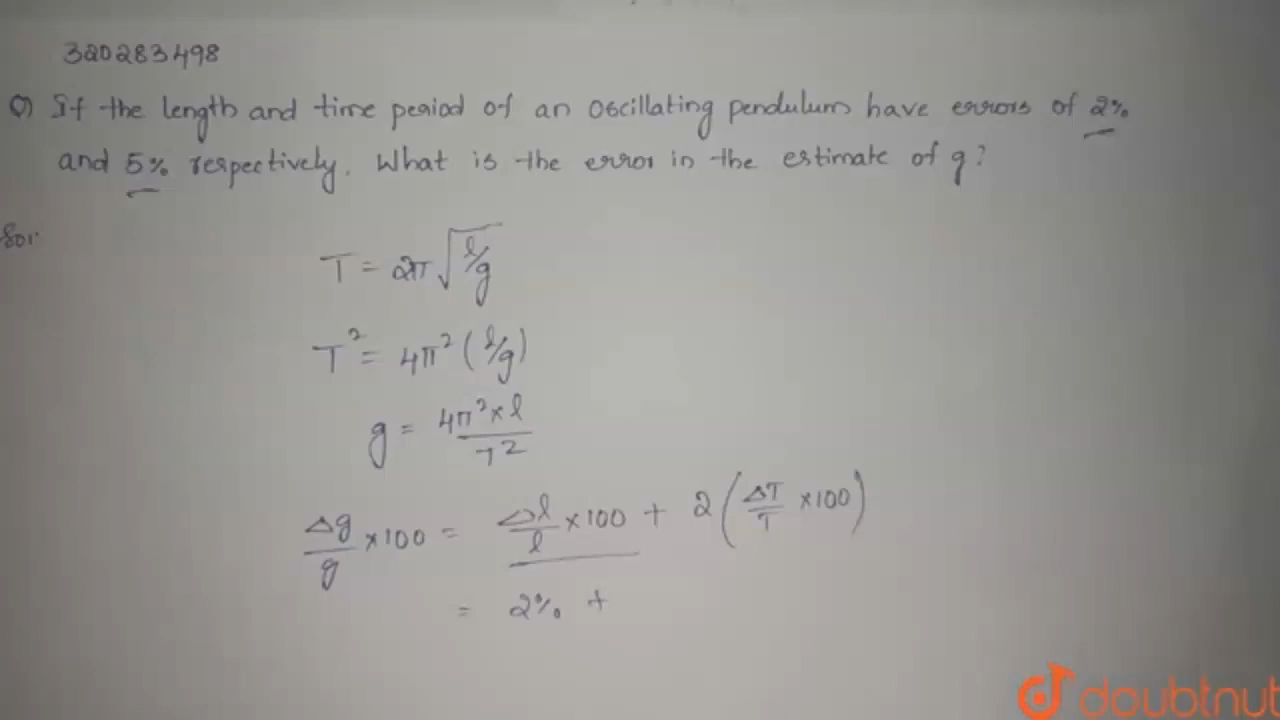 320283498
Q) If the length and time period of an oscillating pendulum have errors of 2%
and 5% respectively. What is the error in the estimate of g?
Sol.
T = 2π√(l/g)
T² = 4π² (l/g)
g = 4π² × l / T²
Δg/g × 100 = Δl/l × 100 + 2 (ΔT/T × 100)
= 2% +
doubtnut